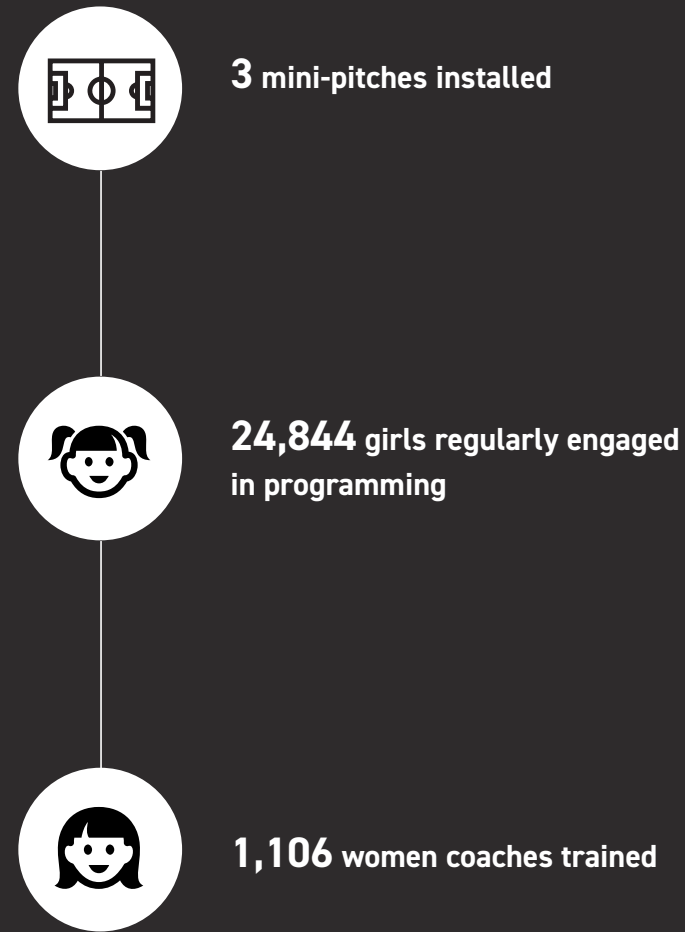 3 mini-pitches installed
24,844 girls regularly engaged
in programming
1,106 women coaches trained